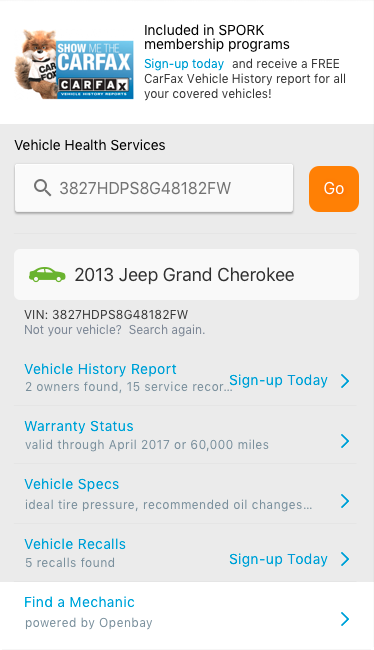 SHOW ME THE
CARFAX
CAR
FOX
CARFAX
VEHICLE HISTORY REPORTS
Included in SPORK
membership programs
Sign-up today and receive a FREE
CarFax Vehicle History report for all
your covered vehicles!
Vehicle Health Services
3827HDPS8G48182FW
Go
2013 Jeep Grand Cherokee
VIN: 3827HDPS8G48182FW
Not your vehicle? Search again.
Vehicle History Report
2 owners found, 15 service recor...
Sign-up Today
Warranty Status
valid through April 2017 or 60,000 miles
Vehicle Specs
ideal tire pressure, recommended oil changes...
Vehicle Recalls
5 recalls found
Sign-up Today
Find a Mechanic
powered by Openbay